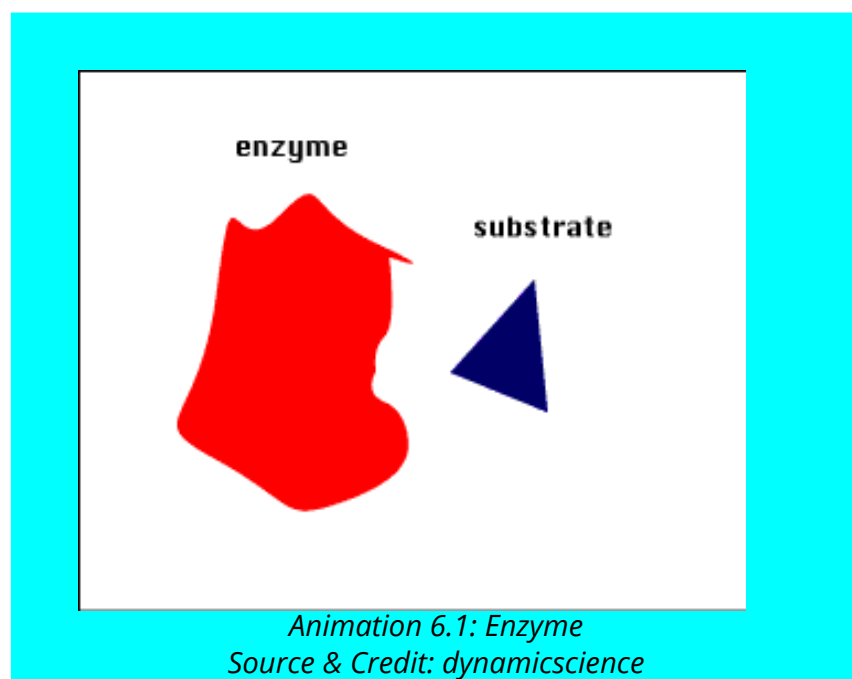 enzyme
substrate
Animation 6.1: Enzyme
Source & Credit: dynamicscience